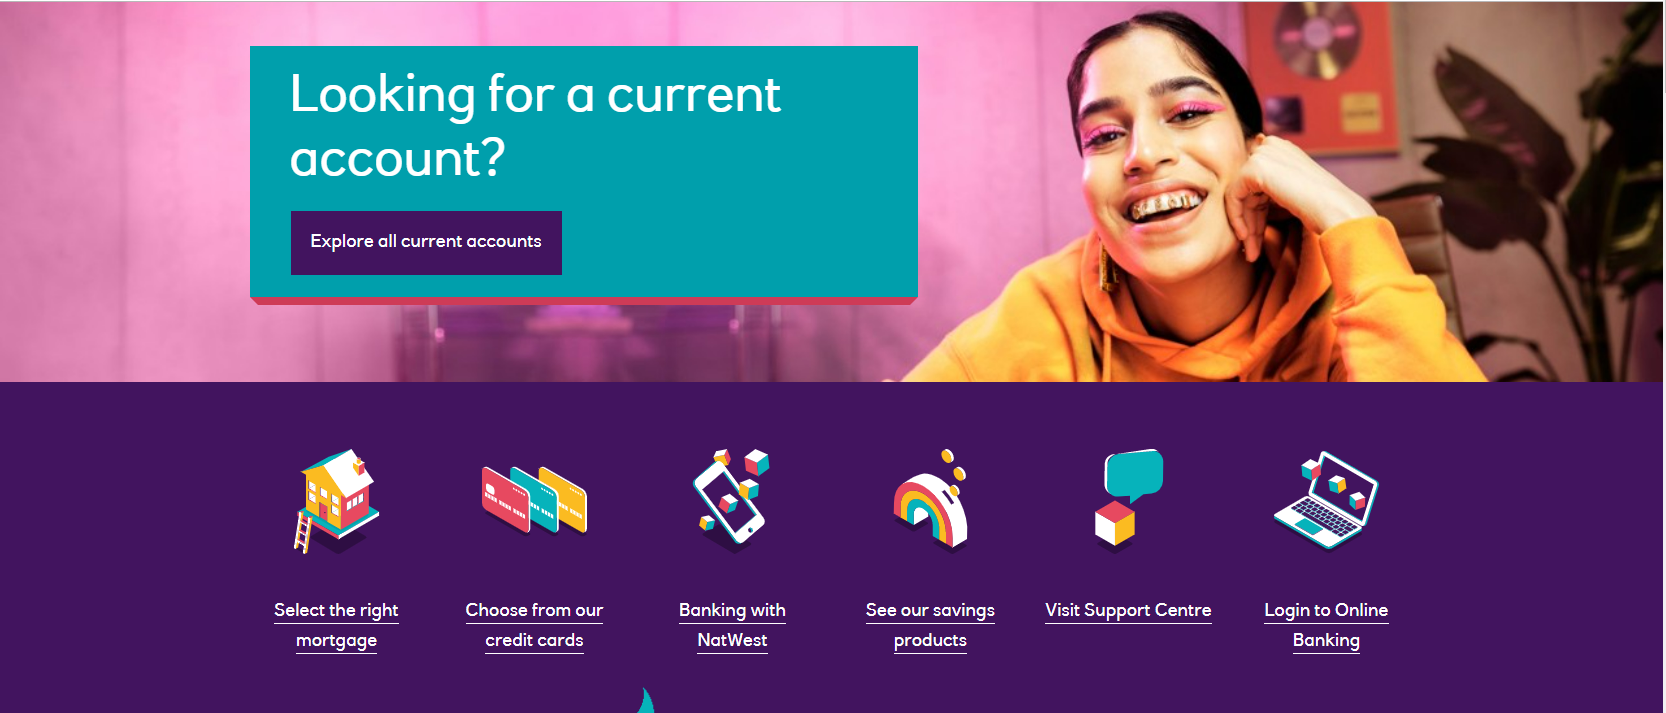 Looking for a current
account?
Explore all current accounts
Select the right
mortgage
Choose from our
credit cards
Banking with
NatWest
See our savings
products
Visit Support Centre
Login to Online
Banking